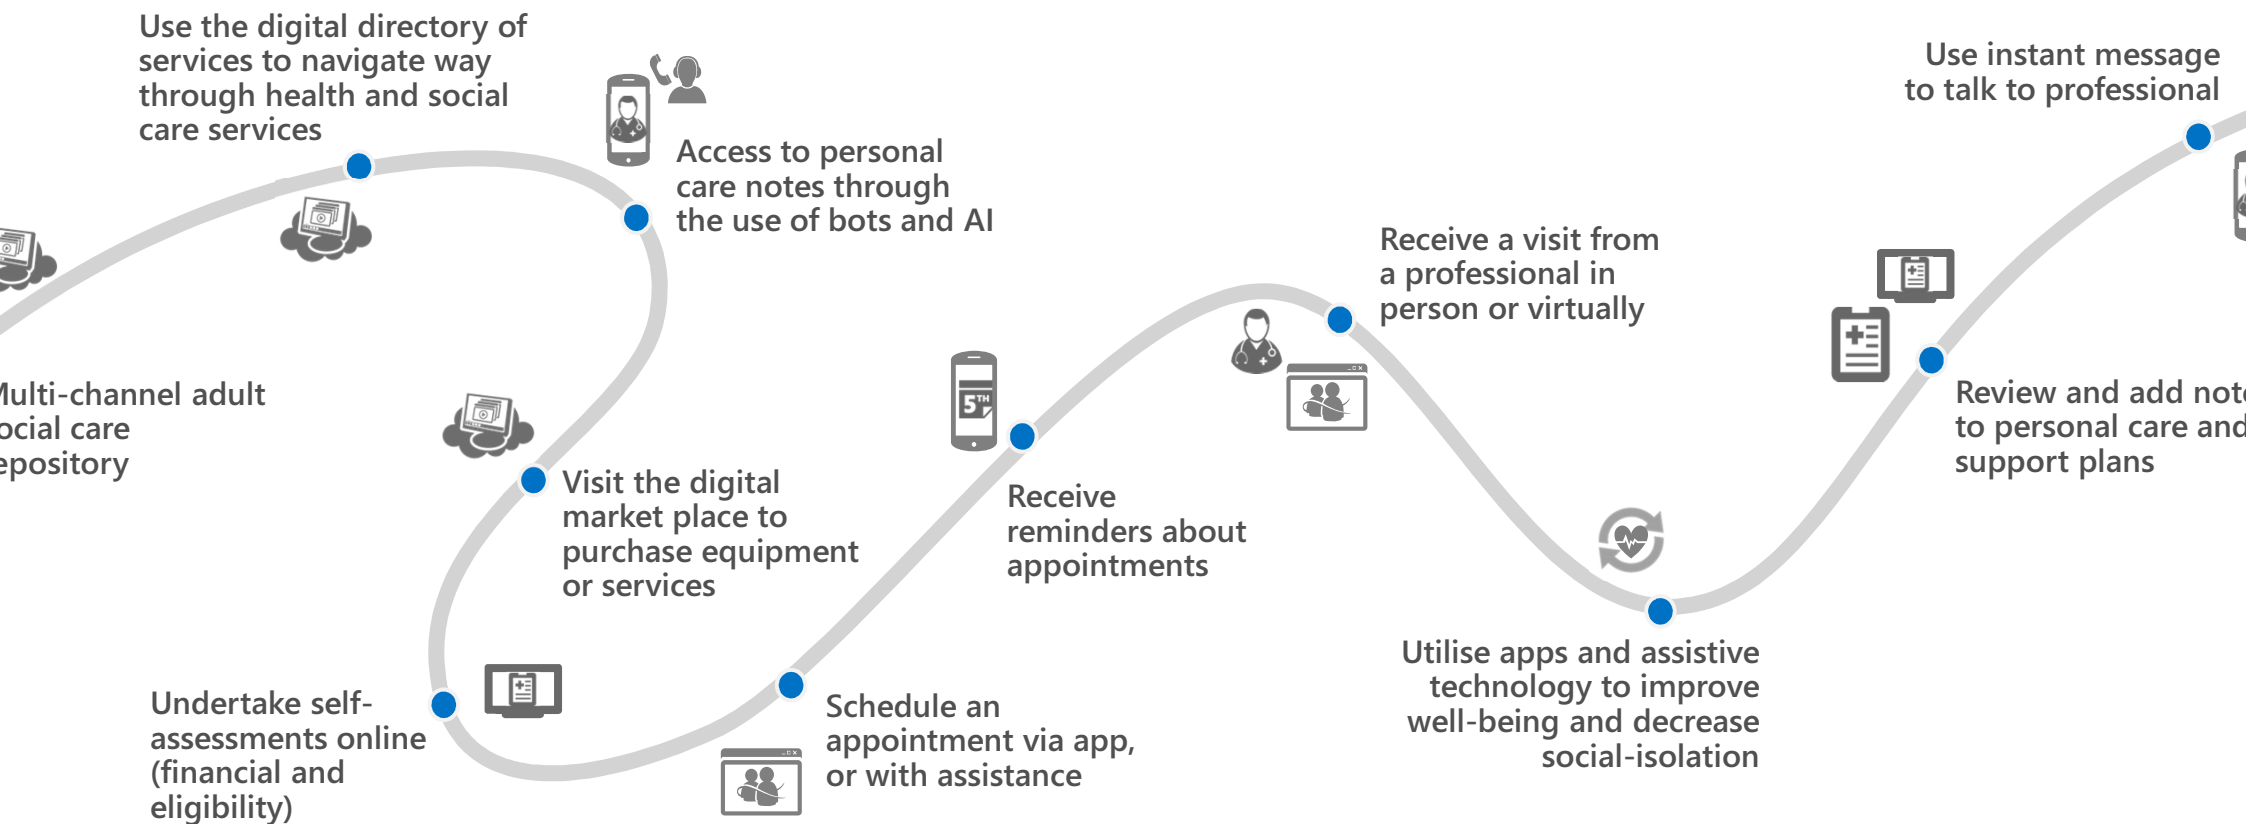 Use the digital directory of
services to navigate way
through health and social
care services
Access to personal
care notes through
the use of bots and AI
Multi-channel adult
ocial care
epository
Visit the digital
market place to
purchase equipment
or services
Undertake self-
assessments online
(financial and
eligibility)
Schedule an
appointment via app,
or with assistance
5TH
Receive
reminders about
appointments
Receive a visit from
a professional in
person or virtually
Utilise apps and assistive
technology to improve
well-being and decrease
social-isolation
Review and add note
to personal care and
support plans
Use instant message
to talk to professional